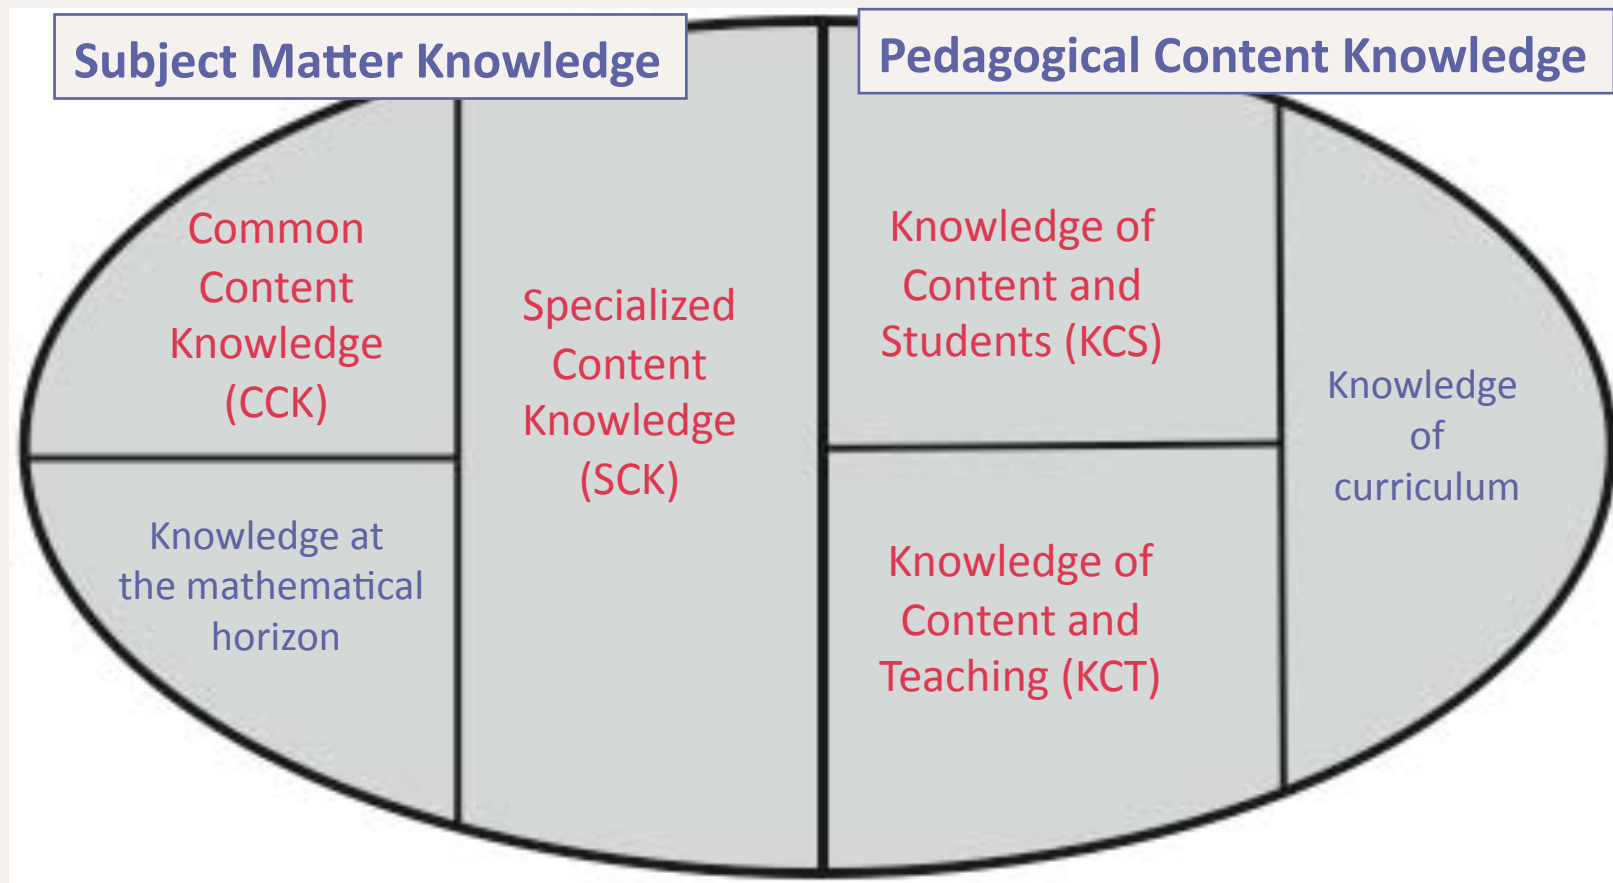 Subject Matter Knowledge
Pedagogical Content Knowledge
Common
Content
Knowledge
(CCK)
Knowledge at
the mathematical
horizon
Specialized
Content
Knowledge
(SCK)
Knowledge of
Content and
Students (KCS)
Knowledge of
Content and
Teaching (KCT)
Knowledge
of
curriculum